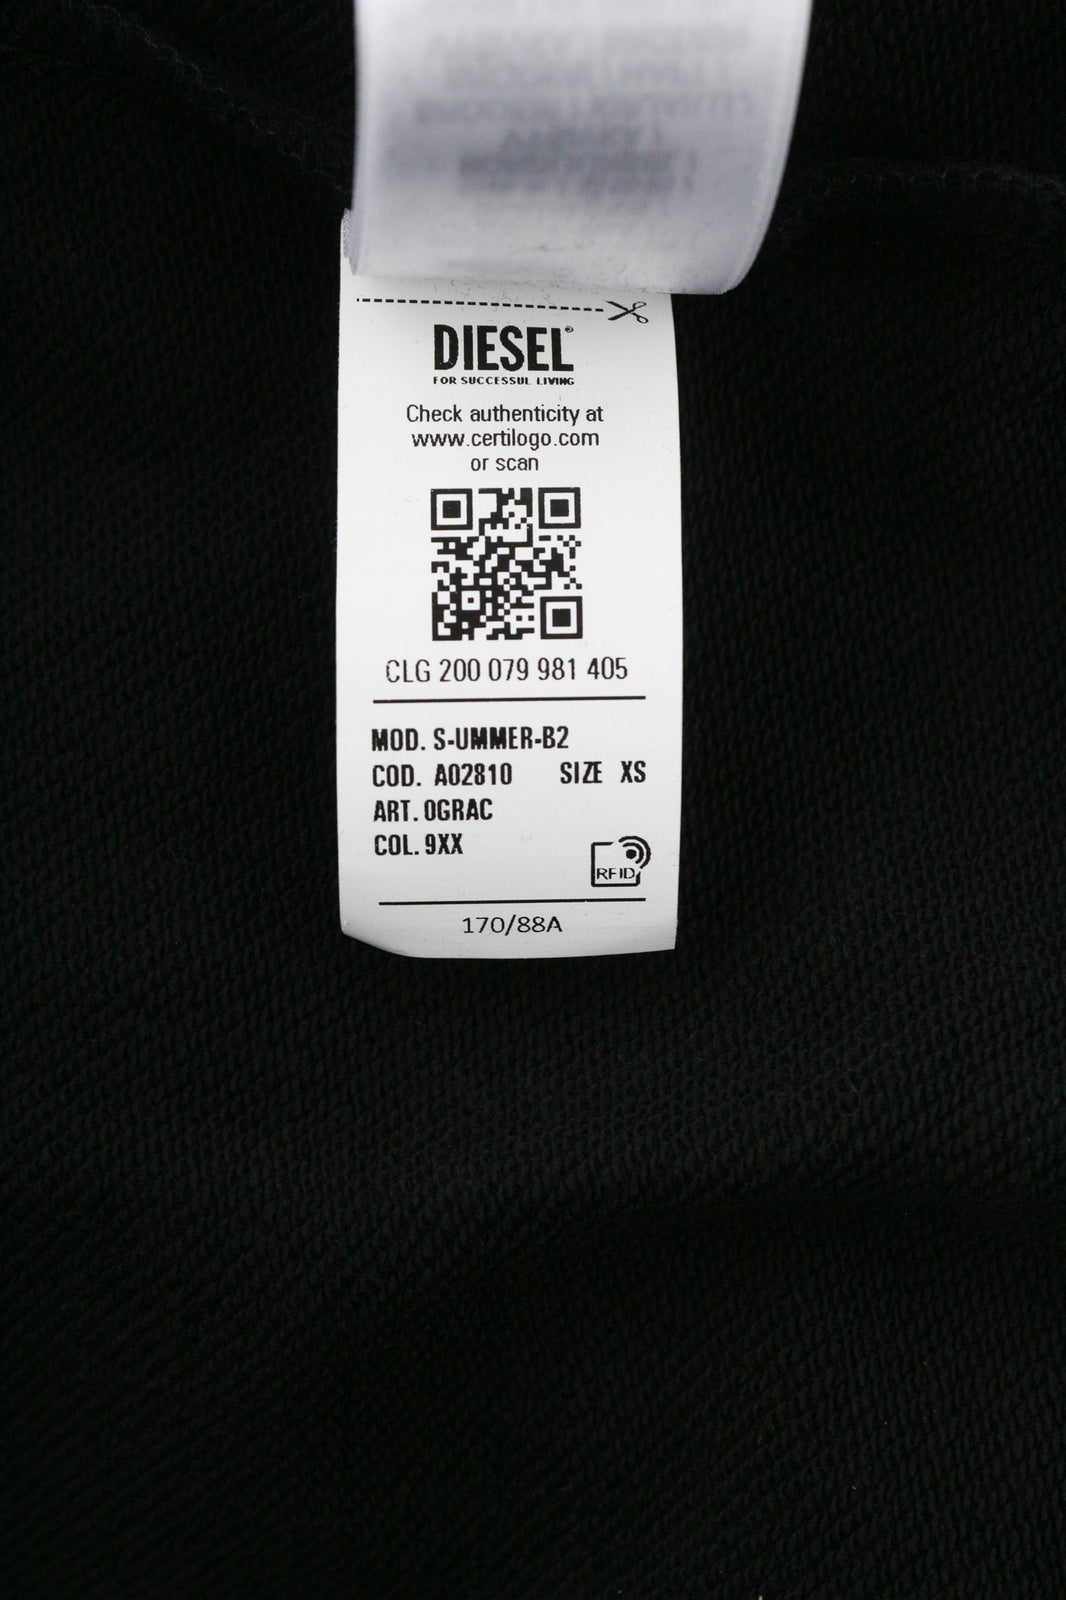 DIESEL®
FOR SUCCESSUL LIVING
Check authenticity at
www.certilogo.com
or scan
CLG 200 079 981 405
MOD. S-UMMER-B2
COD. A02810 SIZE XS
ART. 0GRAC
COL. 9XX
RFID
170/88A